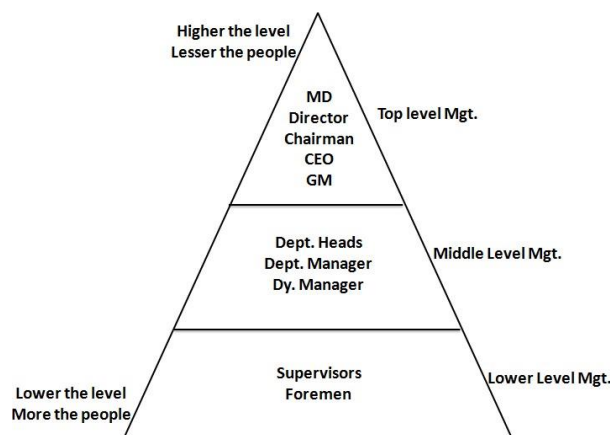 Higher the level
Lesser the people
MD
Director
Chairman
CEO
GM
Top level Mgt.
Dept. Heads
Dept. Manager
Dy. Manager
Middle Level Mgt.
Supervisors
Foremen
Lower Level Mgt.
Lower the level
More the people